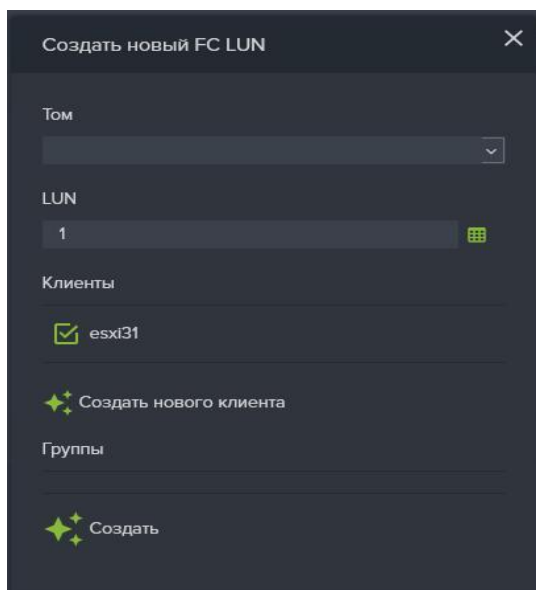 Создать новый FC LUN
Том
LUN
1
Клиенты
esxi31
Создать нового клиента
Группы
Создать